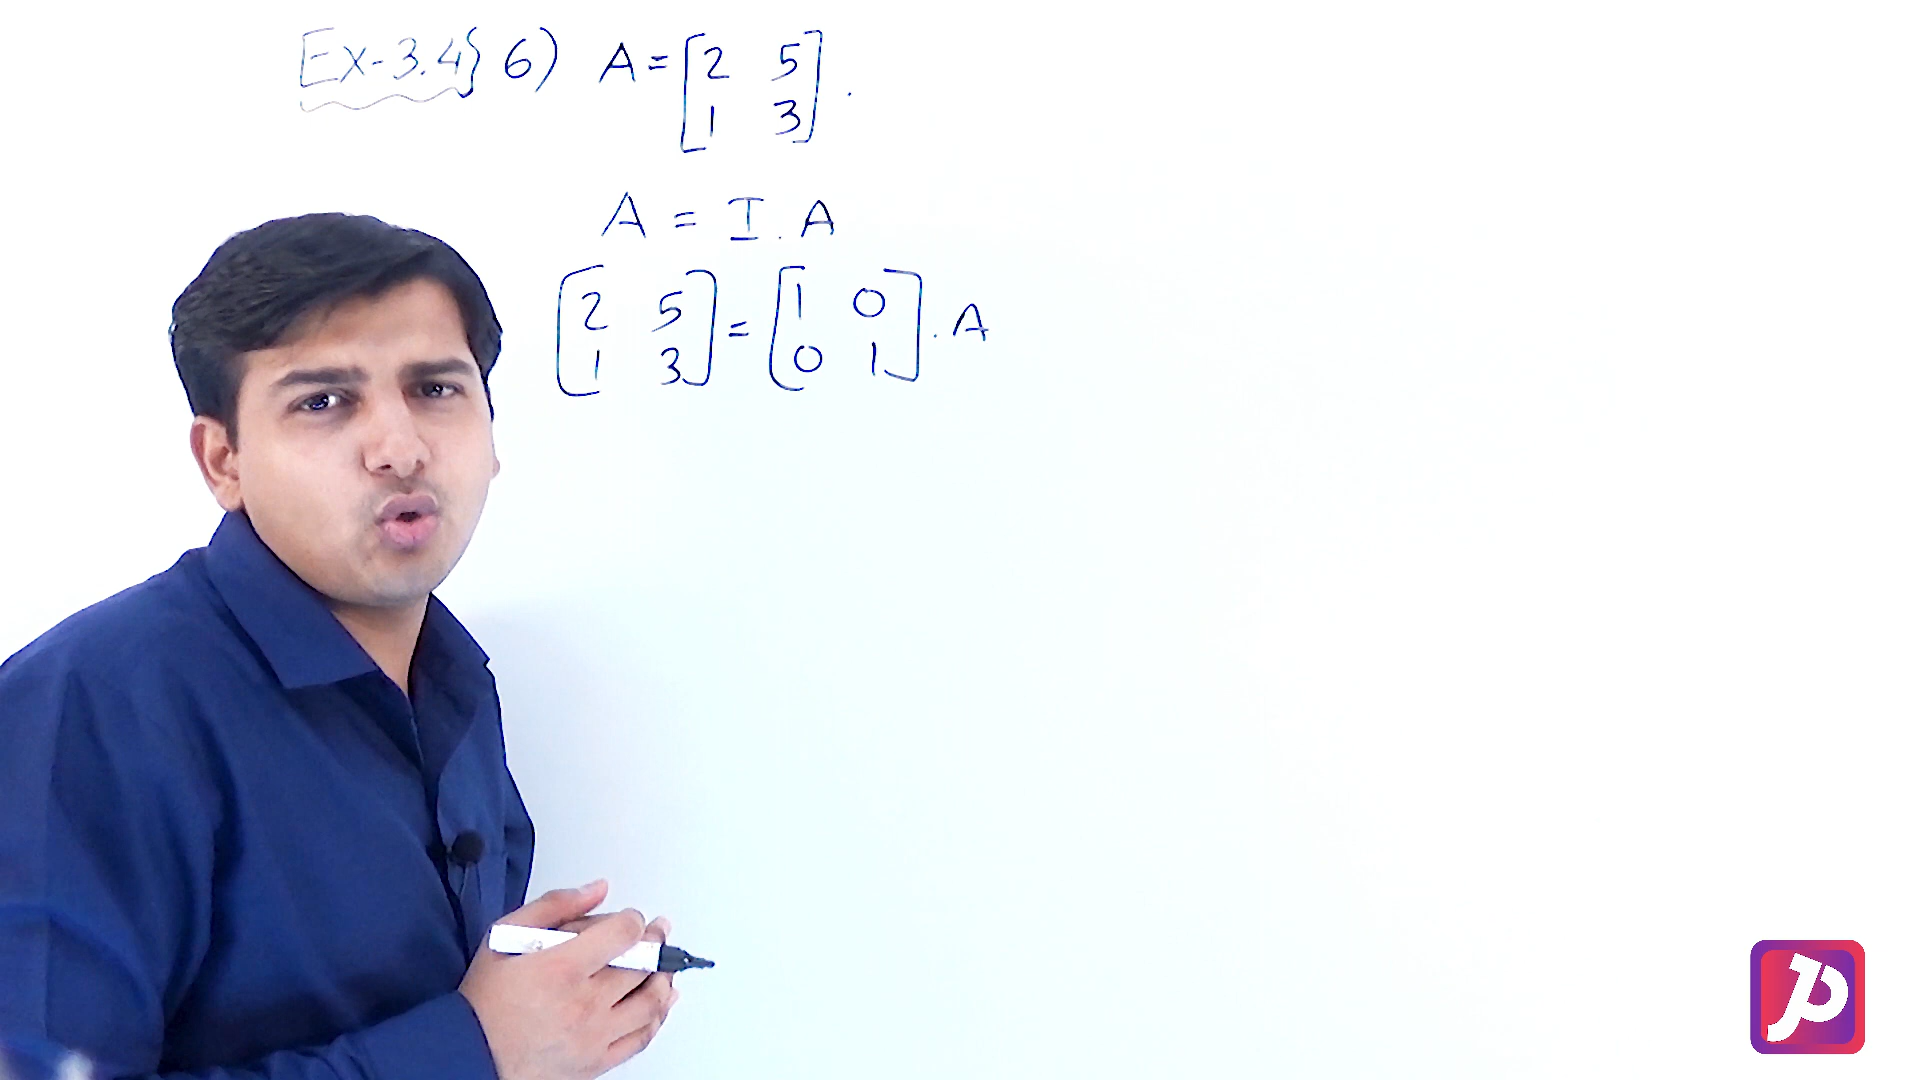 Ex-3.4} 6) A = [2 5
1 3].
A = I . A
[2 5
1 3] = [1 0
0 1] . A